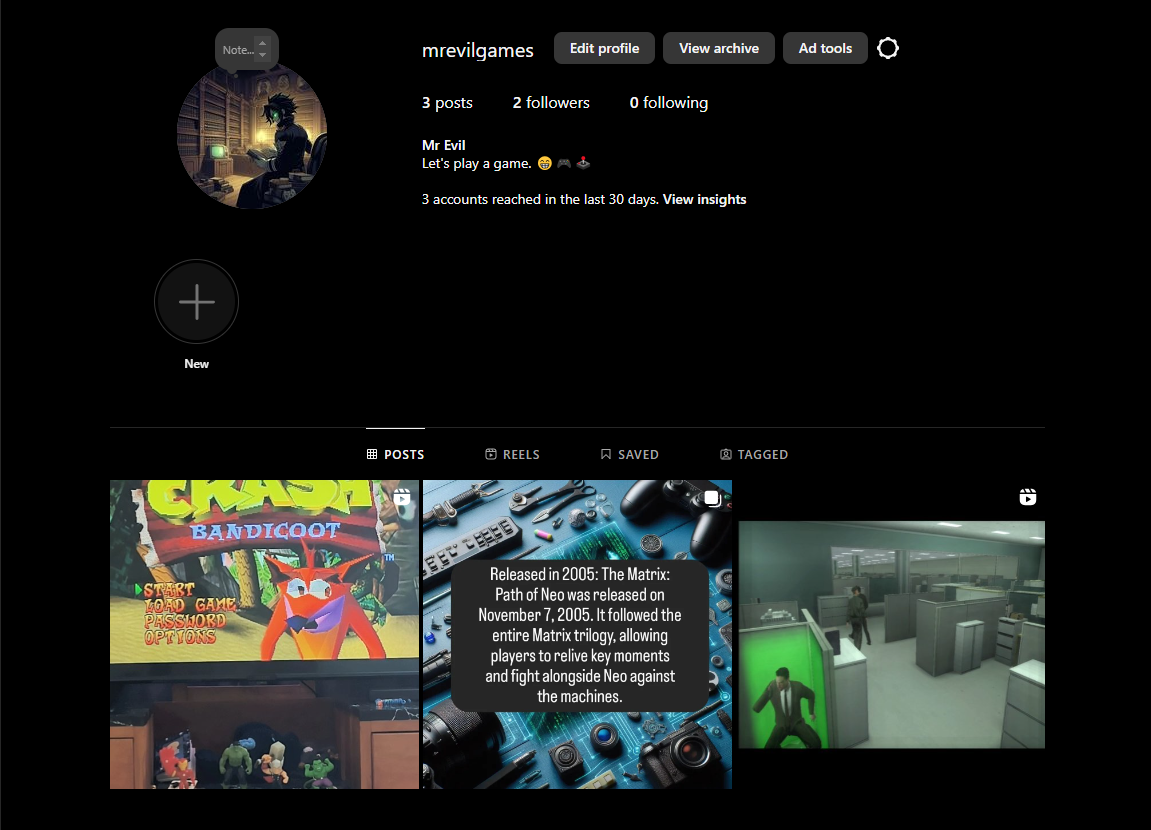 Note...
mrevilgames
Edit profile
View archive
Ad tools
3 posts
2 followers
0 following
Mr Evil
Let's play a game. 😁 🎮 🕹️
3 accounts reached in the last 30 days. View insights
New
POSTS
REELS
SAVED
TAGGED
CRASH
BANDICOOT
TM
START
LOAD GAME
PASSWORD
OPTIONS
Released in 2005: The Matrix:
Path of Neo was released on
November 7, 2005. It followed the
entire Matrix trilogy, allowing
players to relive key moments
and fight alongside Neo against
the machines.